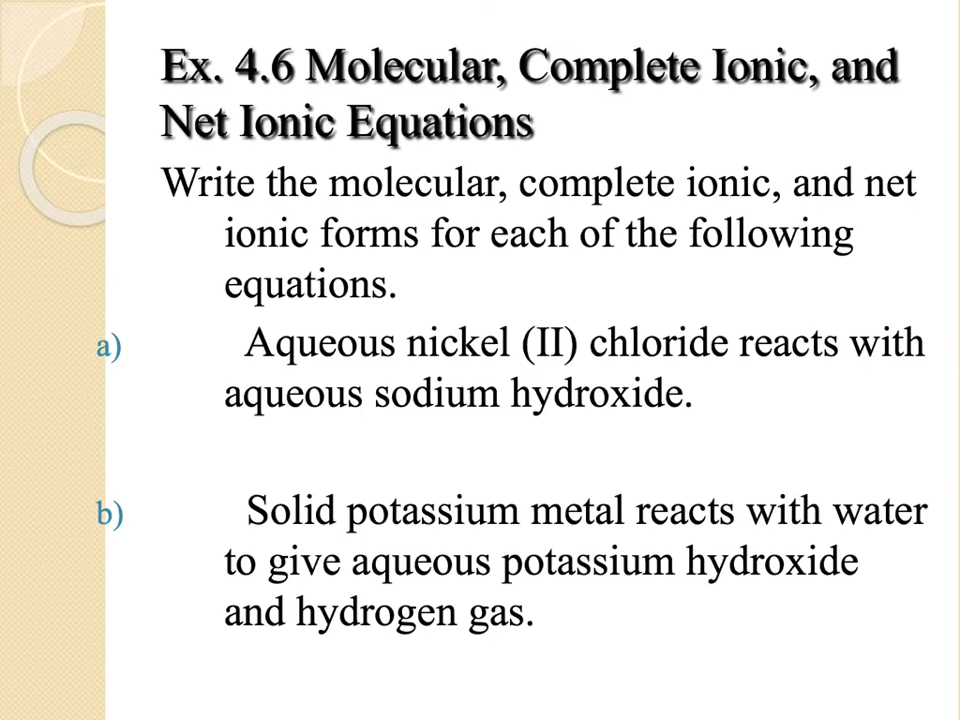 Ex. 4.6 Molecular, Complete Ionic, and
Net Ionic Equations
Write the molecular, complete ionic, and net
ionic forms for each of the following
equations.
a) Aqueous nickel (II) chloride reacts with
aqueous sodium hydroxide.
b) Solid potassium metal reacts with water
to give aqueous potassium hydroxide
and hydrogen gas.